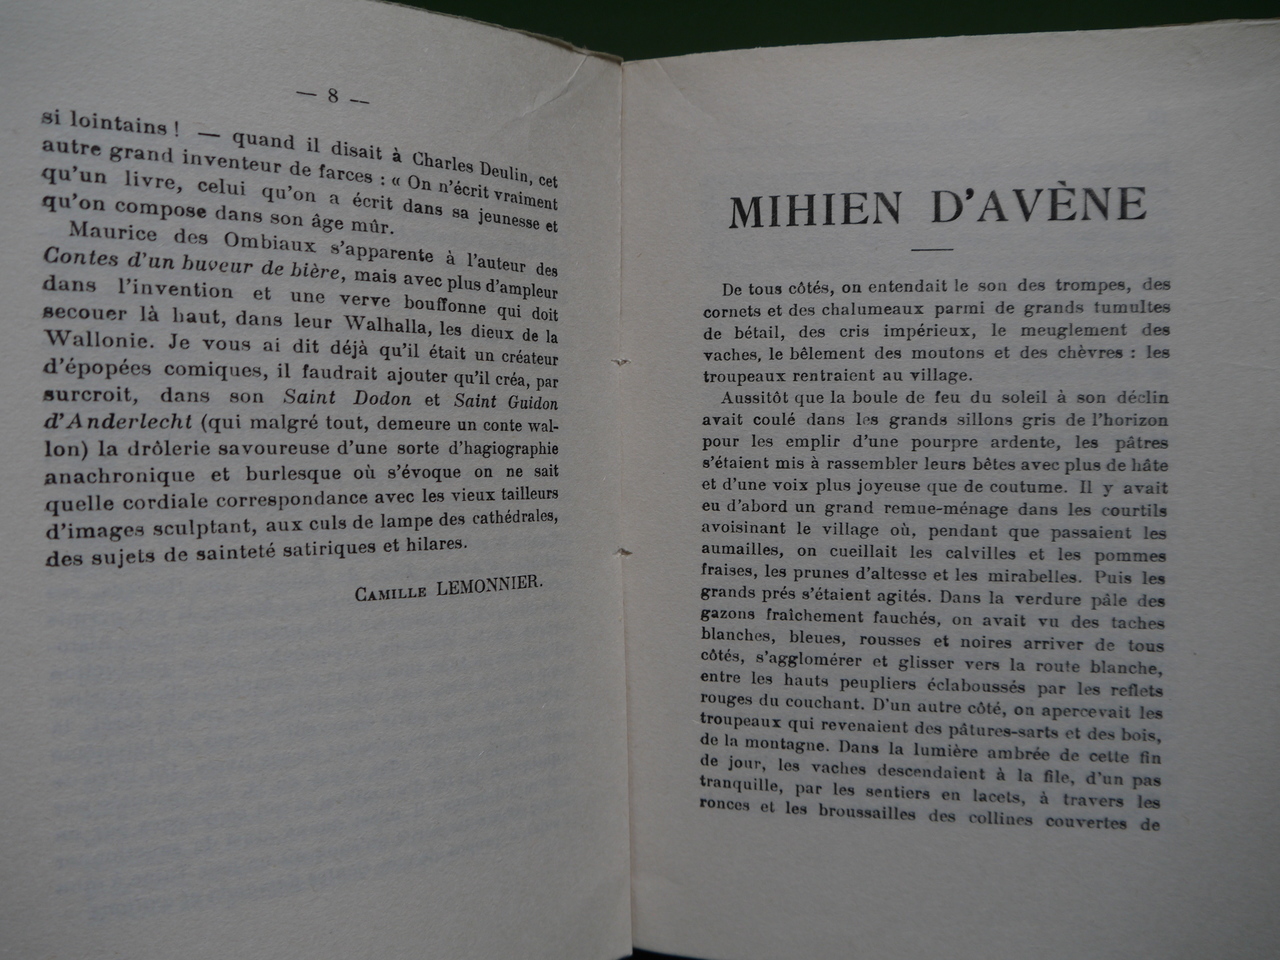 — 8 —
si lointains ! — quand il disait à Charles Deulin, cet
autre grand inventeur de farces : « On n'écrit vraiment
qu'un livre, celui qu'on a écrit dans sa jeunesse et
qu'on compose dans son âge mûr.
Maurice des Ombiaux s'apparente à l'auteur des
Contes d'un buveur de bière, mais avec plus d'ampleur
dans l'invention et une verve bouffonne qui doit
secouer là haut, dans leur Walhalla, les dieux de la
Wallonie. Je vous ai dit déjà qu'il était un créateur
d'épopées comiques, il faudrait ajouter qu'il créa, par
surcroit, dans son Saint Dodon et Saint Guidon
d'Anderlecht (qui malgré tout, demeure un conte wal-
lon) la drôlerie savoureuse d'une sorte d'hagiographie
anachronique et burlesque où s'évoque on ne sait
quelle cordiale correspondance avec les vieux tailleurs
d'images sculptant, aux culs de lampe des cathédrales,
des sujets de sainteté satiriques et hilares.
CAMILLE LEMONNIER.
MIHIEN D'AVÈNE
De tous côtés, on entendait le son des trompes, des
cornets et des chalumeaux parmi de grands tumultes
de bétail, des cris impérieux, le meuglement des
vaches, le bêlement des moutons et des chèvres : les
troupeaux rentraient au village.
Aussitôt que la boule de feu du soleil à son déclin
avait coulé dans les grands sillons gris de l'horizon
pour les emplir d'une pourpre ardente, les pâtres
s'étaient mis à rassembler leurs bêtes avec plus de hâte
et d'une voix plus joyeuse que de coutume. Il y avait
eu d'abord un grand remue-ménage dans les courtils
avoisinant le village où, pendant que passaient les
aumailles, on cueillait les calvilles et les pommes
fraises, les prunes d'altesse et les mirabelles. Puis les
grands prés s'étaient agités. Dans la verdure pâle des
gazons fraîchement fauchés, on avait vu des taches
blanches, bleues, rousses et noires arriver de tous
côtés, s'agglomérer et glisser vers la route blanche,
entre les hauts peupliers éclaboussés par les reflets
rouges du couchant. D'un autre côté, on apercevait les
troupeaux qui revenaient des pâtures-sarts et des bois,
de la montagne. Dans la lumière ambrée de cette fin
de jour, les vaches descendaient à la file, d'un pas
tranquille, par les sentiers en lacets, à travers les
ronces et les broussailles des collines couvertes de